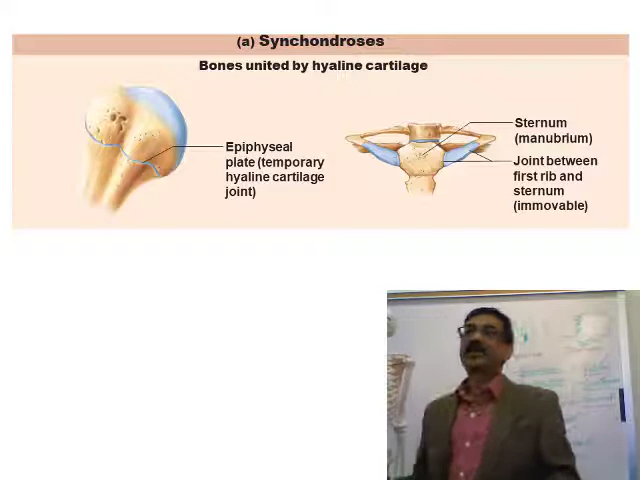 (a) Synchondroses
Bones united by hyaline cartilage
Epiphyseal
plate (temporary
hyaline cartilage
joint)
Sternum
(manubrium)
Joint between
first rib and
sternum
(immovable)